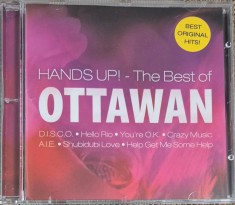 BEST
ORIGINAL
HITS!
HANDS UP! - The Best of
OTTAWAN
D.I.S.C.O. • Hello Rio • You're O.K. • Crazy Music
A.I.E. • Shubidubi Love • Help Get Me Some Help